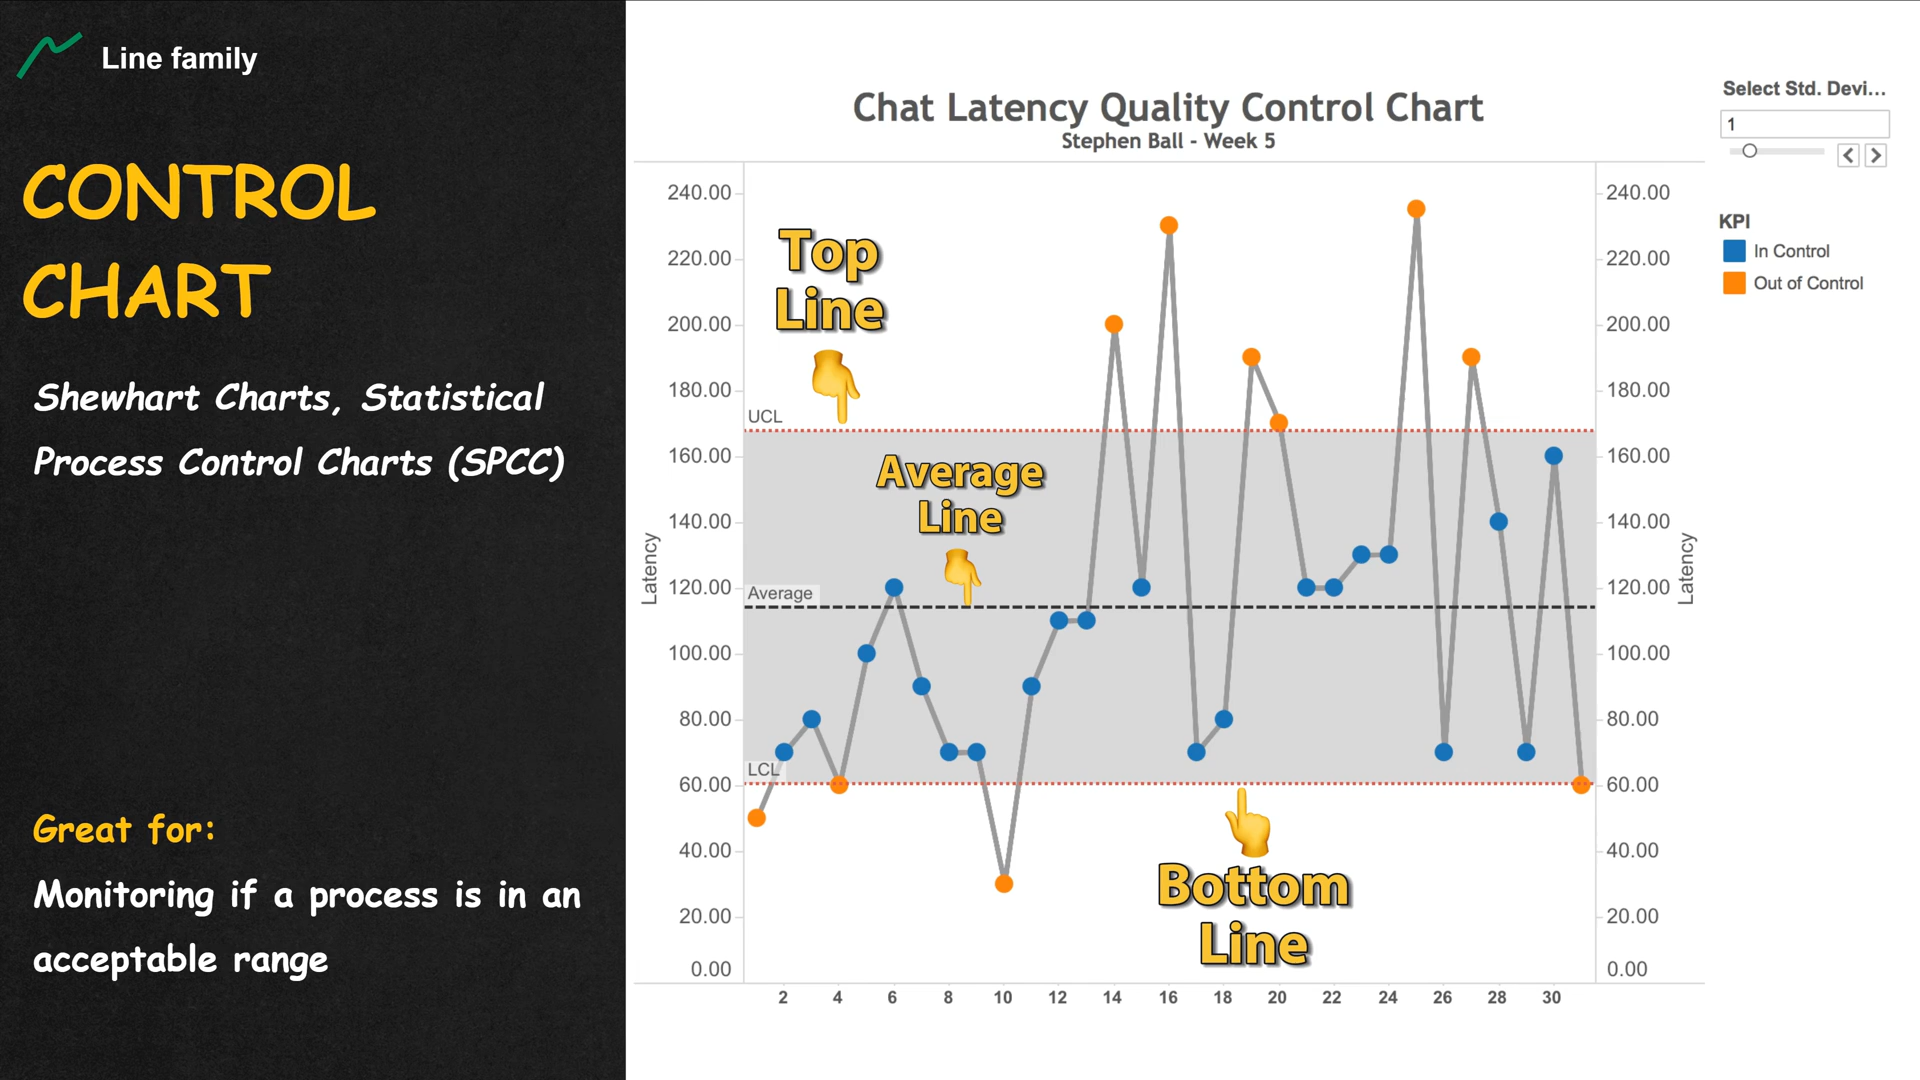 Line family
CONTROL
CHART
Shewhart Charts, Statistical
Process Control Charts (SPCC)
Great for:
Monitoring if a process is in an
acceptable range
Chat Latency Quality Control Chart
Stephen Ball - Week 5
240.00
220.00
200.00
180.00
160.00
140.00
120.00
100.00
80.00
60.00
40.00
20.00
0.00
Latency
Top
Line
UCL
Average
Line
Average
LCL
Bottom
Line
2 4 6 8 10 12 14 16 18 20 22 24 26 28 30
240.00
220.00
200.00
180.00
160.00
140.00
120.00
100.00
80.00
60.00
40.00
20.00
0.00
Latency
Select Std. Devi...
1
KPI
In Control
Out of Control